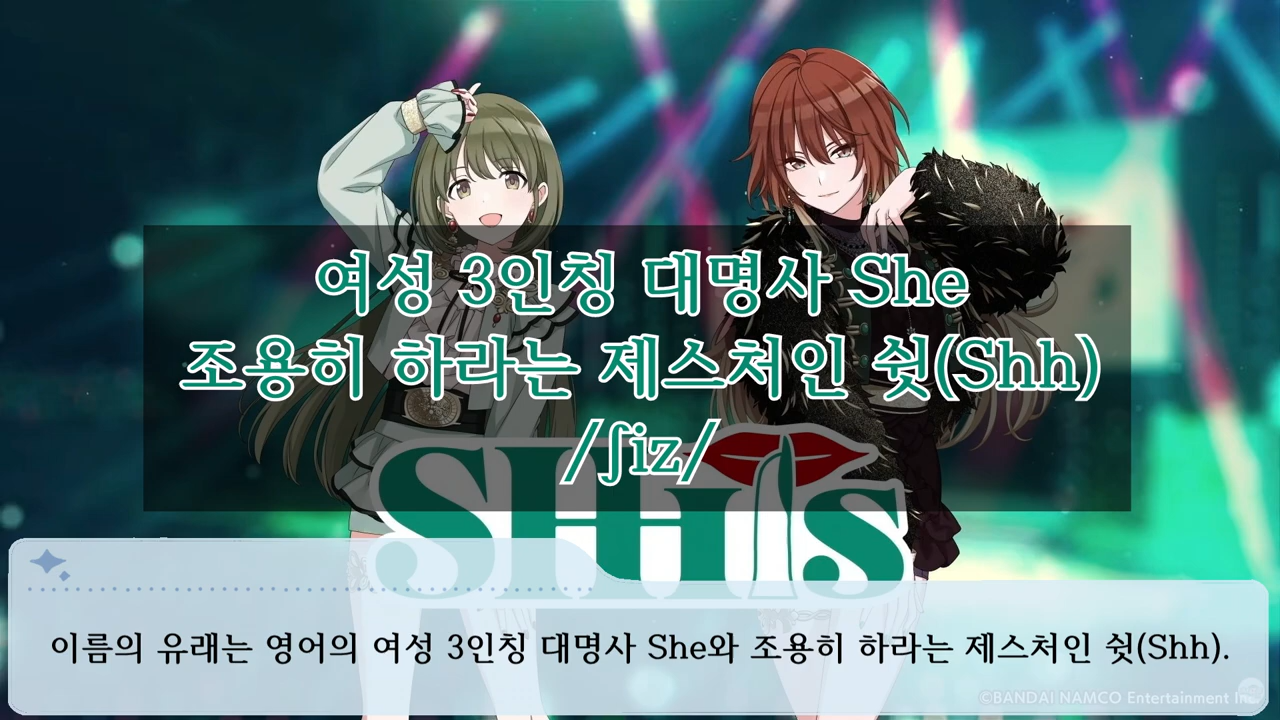 여성 3인칭 대명사 She
조용히 하라는 제스처인 쉿(Shh)
/ʃiz/
SHHis
이름의 유래는 영어의 여성 3인칭 대명사 She와 조용히 하라는 제스처인 쉿(Shh).
©BANDAI NAMCO Entertainment Inc.